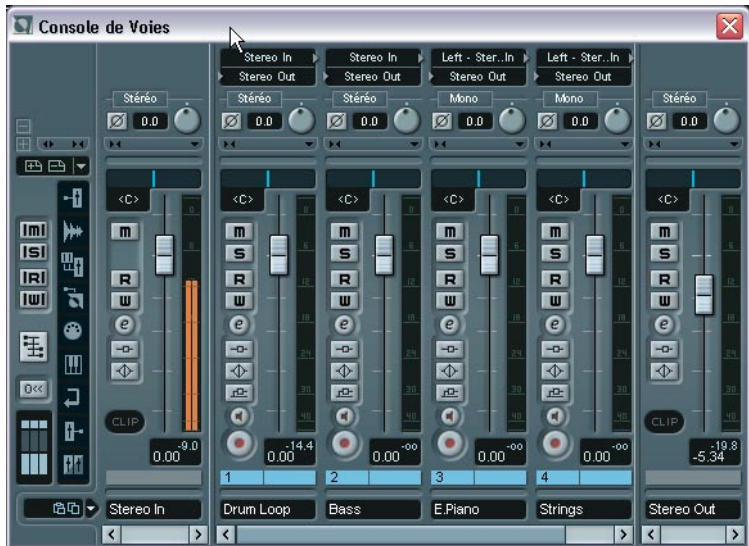 Console de Voies
Stereo In Stereo In Left - Ster..In Left - Ster..In
Stereo Out Stereo Out Stereo Out Stereo Out
Stéréo Stéréo Stéréo Mono Mono Stéréo
0.0 0.0 0.0 0.0 0.0 0.0
<C> <C> <C> <C> <C> <C>
m m m m m m
S S S S
R R R R R R
W W W W W W
e e e e e e
CLIP CLIP
-9.0 -14.4 -oo -oo -oo -19.8
0.00 0.00 0.00 0.00 0.00 -5.34
1 2 3 4
Stereo In Drum Loop Bass E.Piano Strings Stereo Out